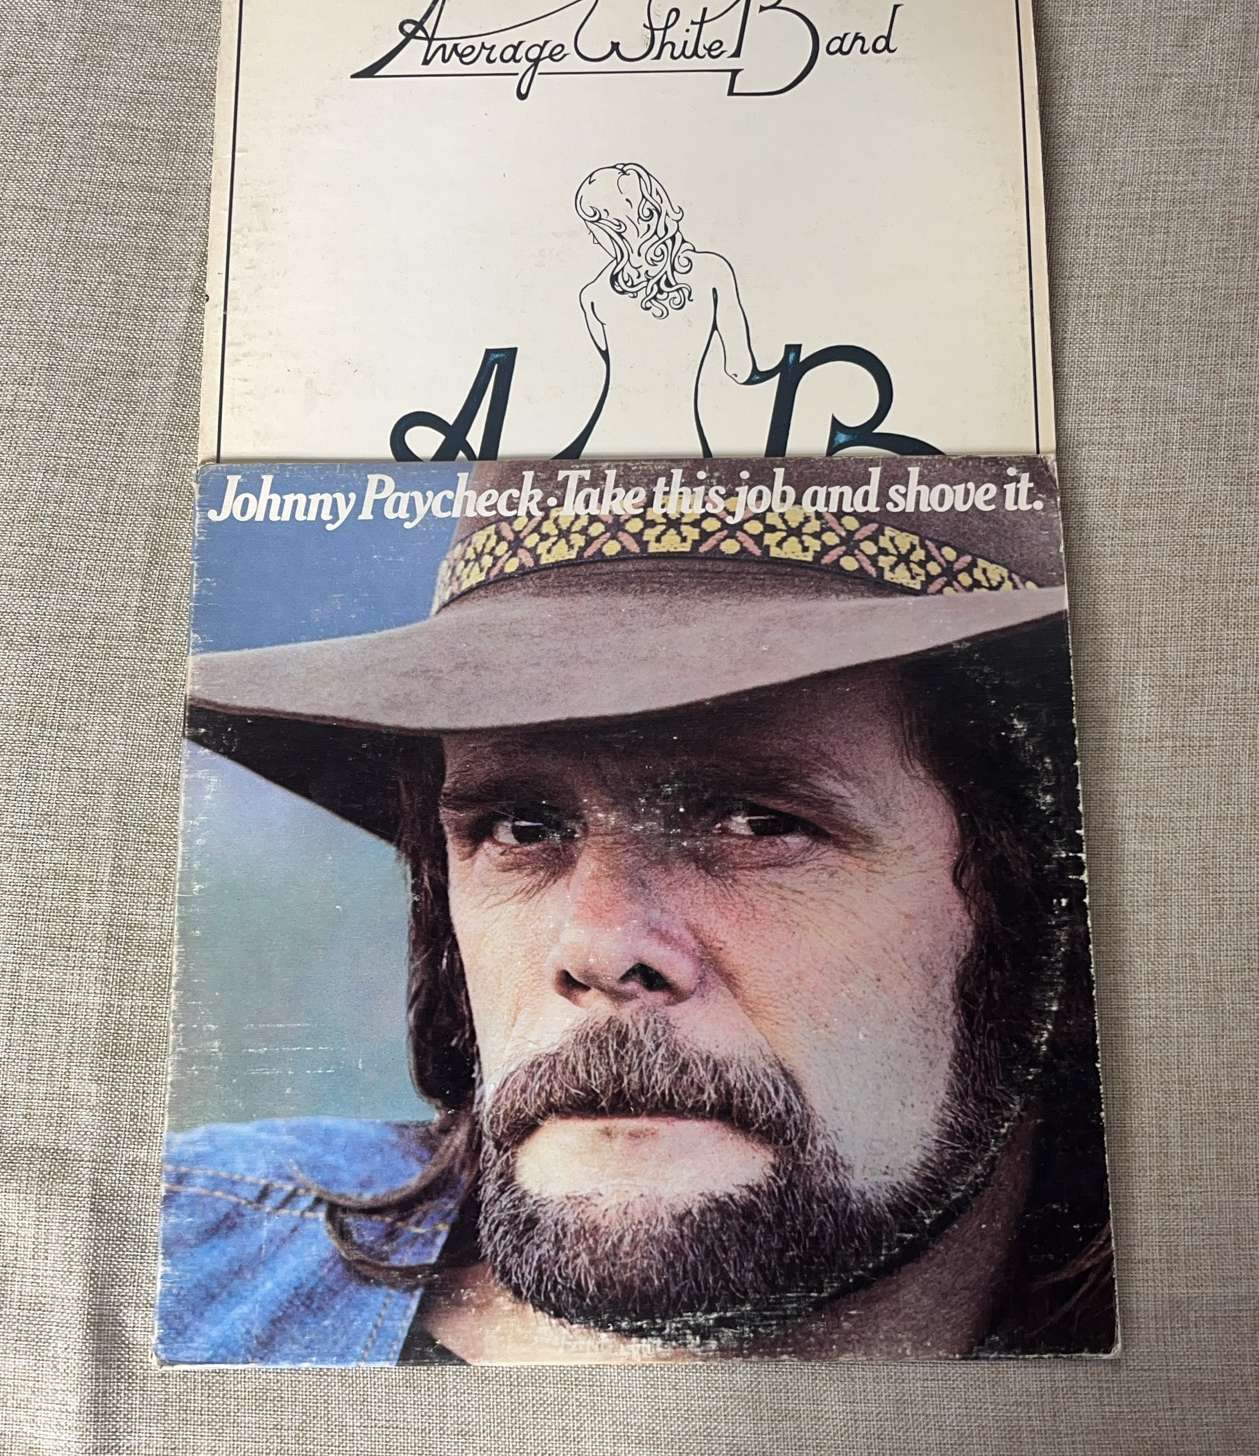 Average White Band
AWB
Johnny Paycheck • Take this job and shove it.